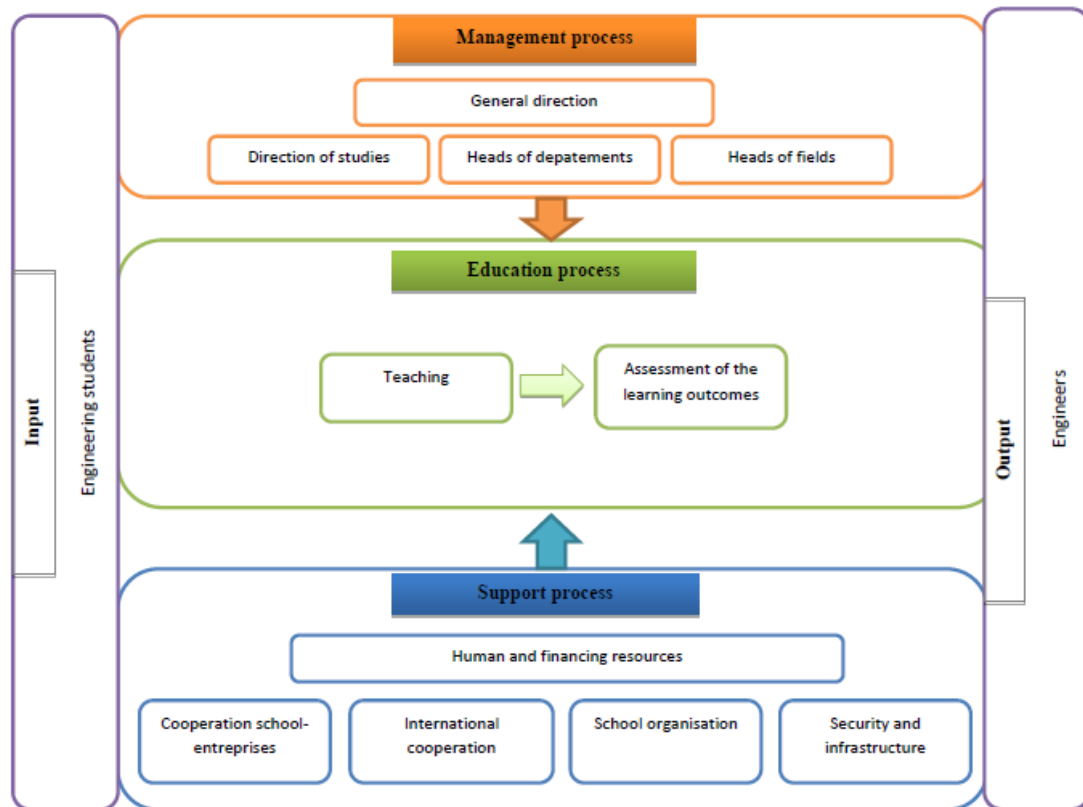 Management process
General direction
Direction of studies
Heads of depatements
Heads of fields
Input
Engineering students
Education process
Teaching
Assessment of the
learning outcomes
Output
Engineers
Support process
Human and financing resources
Cooperation school-
entreprises
International
cooperation
School organisation
Security and
infrastructure